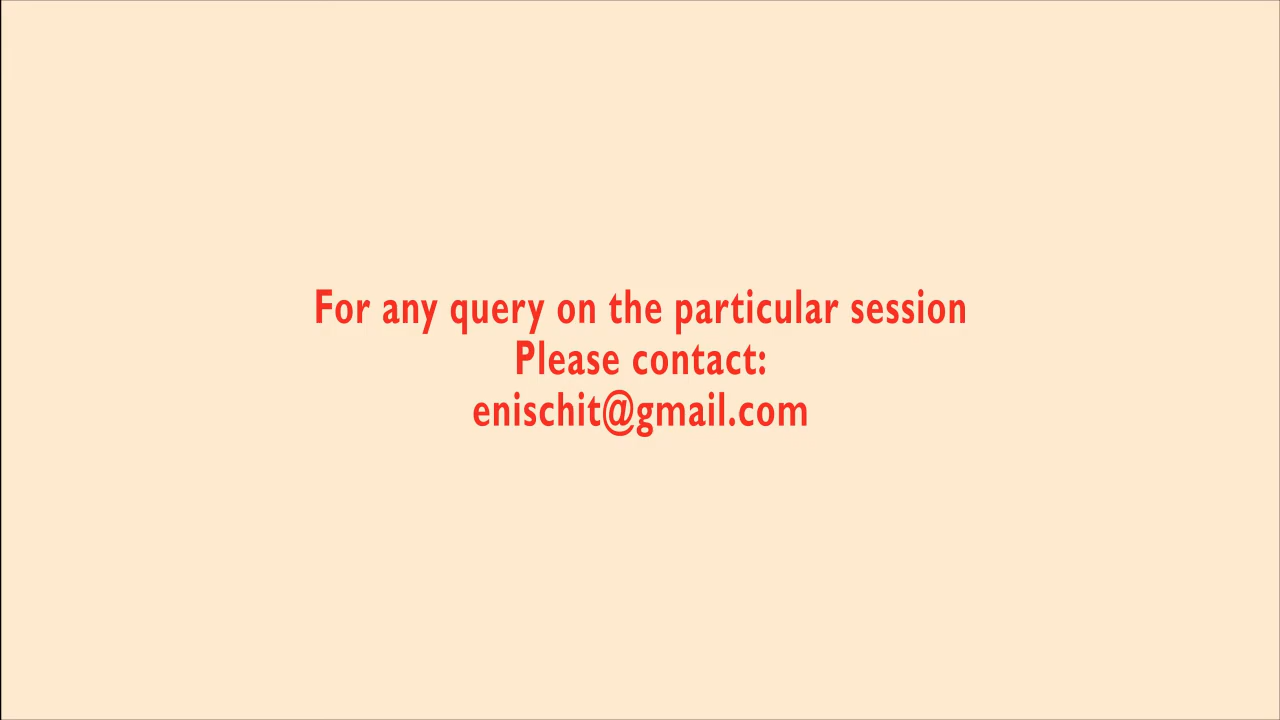 For any query on the particular session
Please contact:
enischit@gmail.com